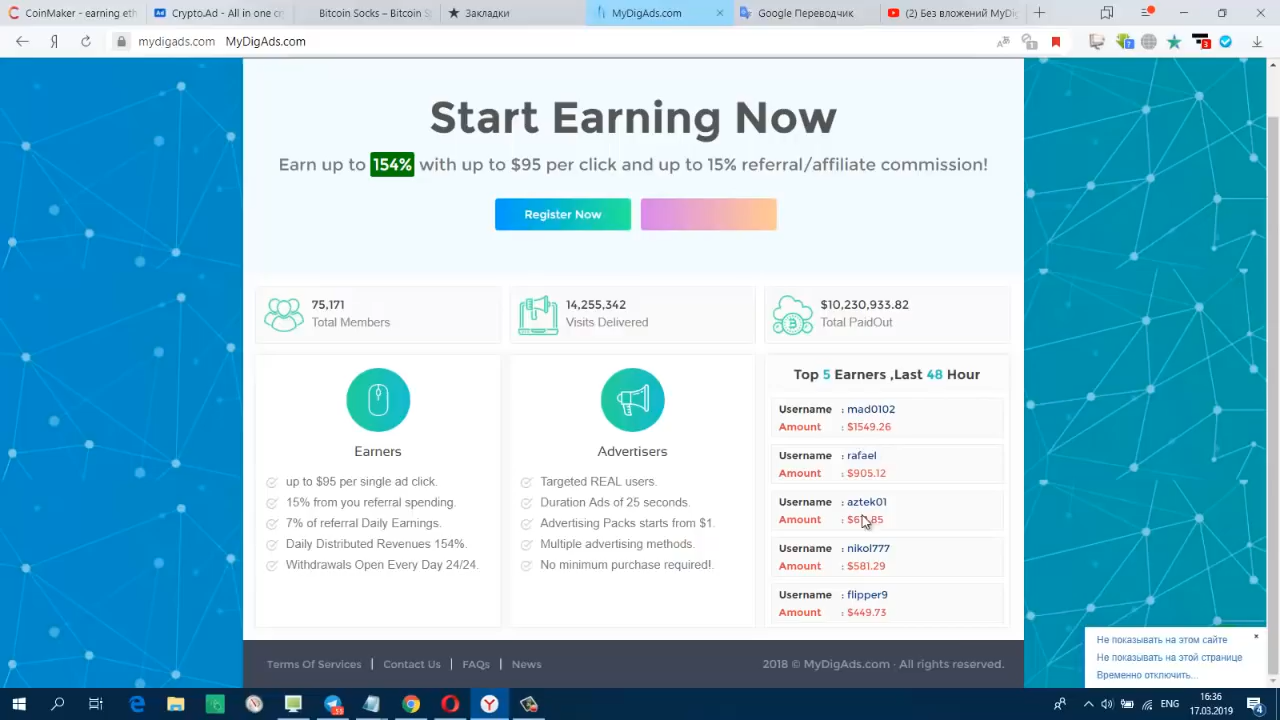 CoinMaker - earning eth
Crypto.Ad - Global adve
Bitcoin Socks – S
Закладки
MyDigAds.com
Google Переводчик
(2) Без вложений MyDi
mydigads.com MyDigAds.com
Start Earning Now
Earn up to 154% with up to $95 per click and up to 15% referral/affiliate commission!
Register Now
75,171
Total Members
14,255,342
Visits Delivered
$10,230,933.82
Total PaidOut
Earners
up to $95 per single ad click.
15% from you referral spending.
7% of referral Daily Earnings.
Daily Distributed Revenues 154%.
Withdrawals Open Every Day 24/24.
Advertisers
Targeted REAL users.
Duration Ads of 25 seconds.
Advertising Packs starts from $1.
Multiple advertising methods.
No minimum purchase required!.
Top 5 Earners ,Last 48 Hour
Username : mad0102
Amount : $1549.26
Username : rafael
Amount : $905.12
Username : aztek01
Amount :
Username : nikol777
Amount : $581.29
Username : flipper9
Amount : $449.73
Не показывать на этом сайте
Не показывать на этой странице
Временно отключить...
Terms Of Services | Contact Us | FAQs | News
2018 © MyDigAds.com · All rights reserved.
ENG
16:36
17.03.2019